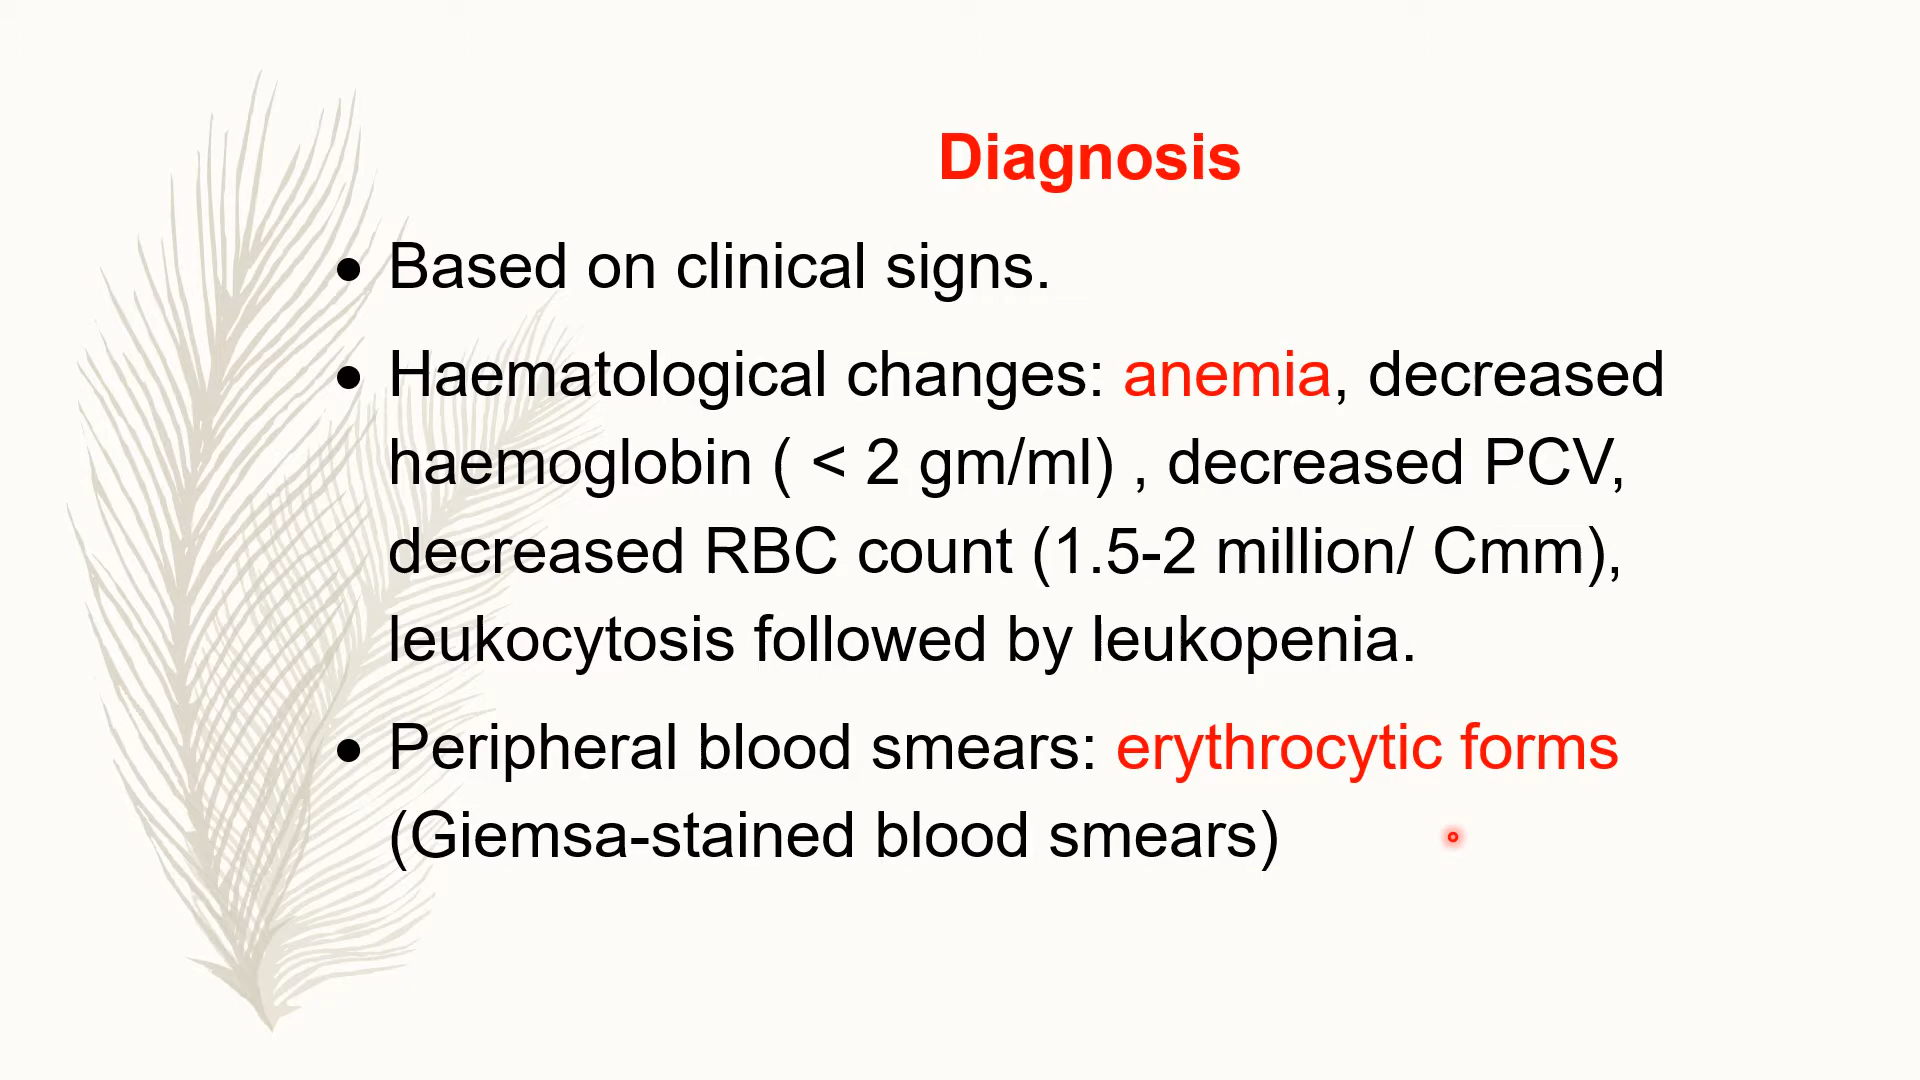 Diagnosis
• Based on clinical signs.
• Haematological changes: anemia, decreased
haemoglobin ( < 2 gm/ml) , decreased PCV,
decreased RBC count (1.5-2 million/ Cmm),
leukocytosis followed by leukopenia.
• Peripheral blood smears: erythrocytic forms
(Giemsa-stained blood smears)